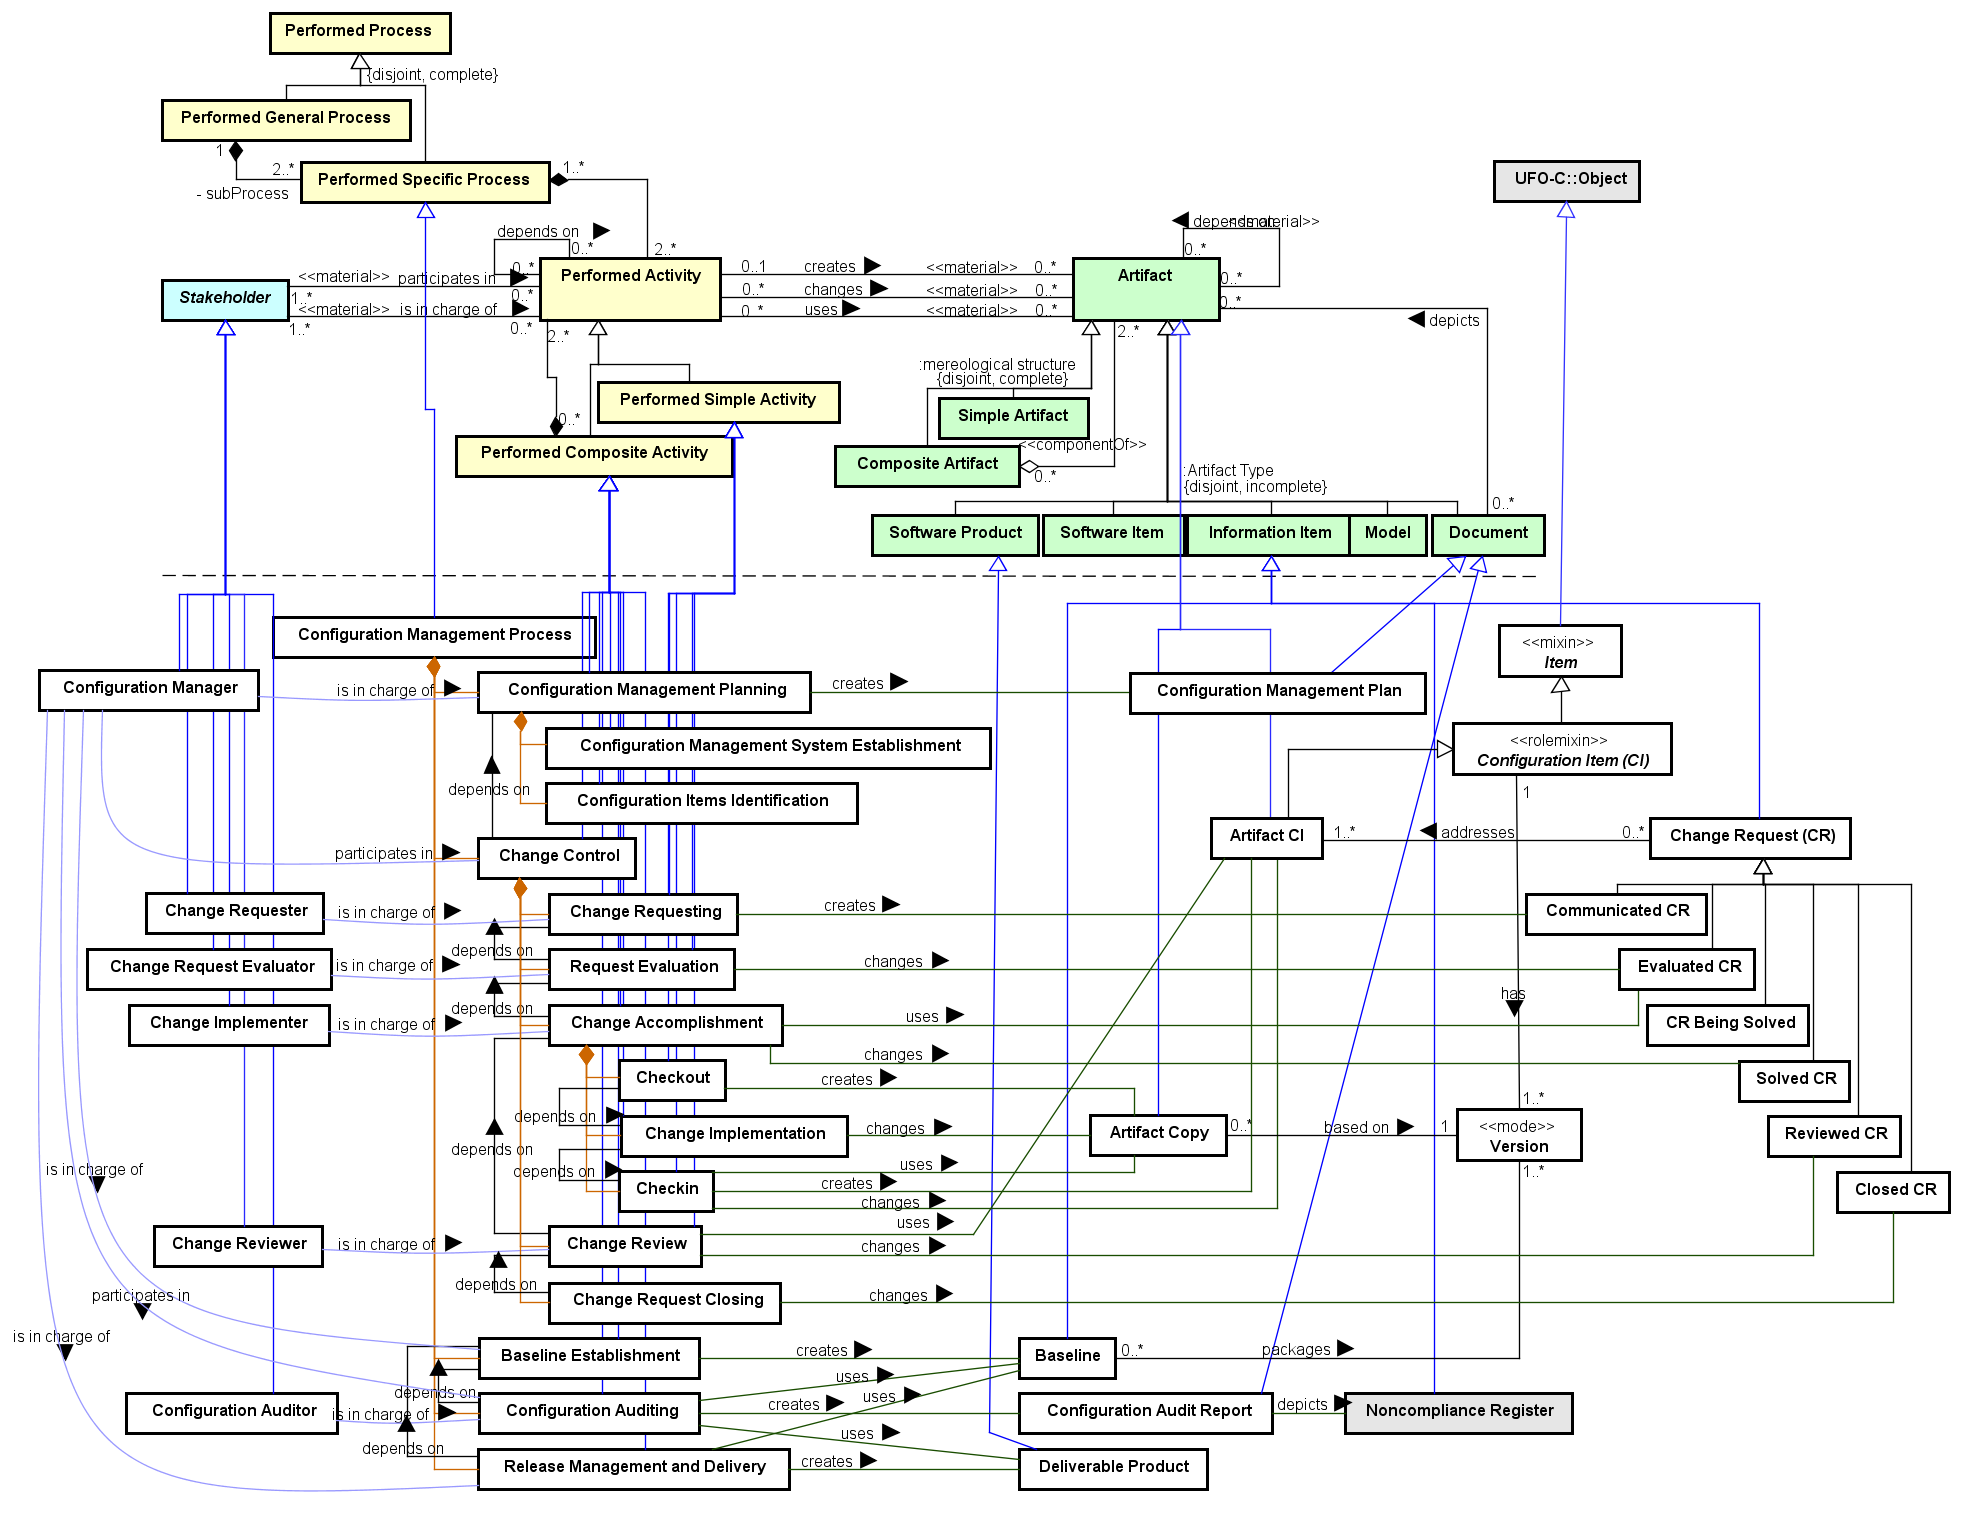 Performed Process
{disjoint, complete}
Performed General Process
1
2..*
- subProcess
Performed Specific Process
1..*
UFO-C::Object
depends on
0..*
2..*
depends on
<<material>>
0..*
0..*
Stakeholder
<<material>>
participates in
0..*
1..*
0..*
<<material>>
is in charge of
1..*
0..*
Performed Activity
0..1
creates
<<material>>
0..*
0..*
changes
<<material>>
0..*
0..*
uses
<<material>>
0..*
Artifact
0..*
depicts
2..*
2..*
:mereological structure
{disjoint, complete}
Performed Simple Activity
Simple Artifact
0..*
Performed Composite Activity
<<componentOf>>
Composite Artifact
0..*
:Artifact Type
{disjoint, incomplete}
0..*
Software Product
Software Item
Information Item
Model
Document
Configuration Management Process
<<mixin>>
Item
Configuration Manager
is in charge of
Configuration Management Planning
creates
Configuration Management Plan
Configuration Management System Establishment
<<rolemixin>>
Configuration Item (CI)
1
depends on
Configuration Items Identification
Artifact CI
1..*
addresses
0..*
Change Request (CR)
participates in
Change Control
Change Requester
is in charge of
Change Requesting
creates
Communicated CR
depends on
Change Request Evaluator
is in charge of
Request Evaluation
changes
Evaluated CR
has
depends on
Change Implementer
is in charge of
Change Accomplishment
uses
CR Being Solved
changes
Checkout
creates
Solved CR
1..*
depends on
Change Implementation
changes
Artifact Copy
0..*
based on
1
<<mode>>
Version
Reviewed CR
depends on
is in charge of
depends on
uses
1..*
Checkin
creates
changes
Closed CR
uses
Change Reviewer
is in charge of
Change Review
changes
depends on
participates in
Change Request Closing
changes
is in charge of
Baseline Establishment
creates
Baseline
0..*
packages
uses
depends on
uses
Configuration Auditor
is in charge of
Configuration Auditing
creates
Configuration Audit Report
depicts
Noncompliance Register
uses
depends on
Release Management and Delivery
creates
Deliverable Product